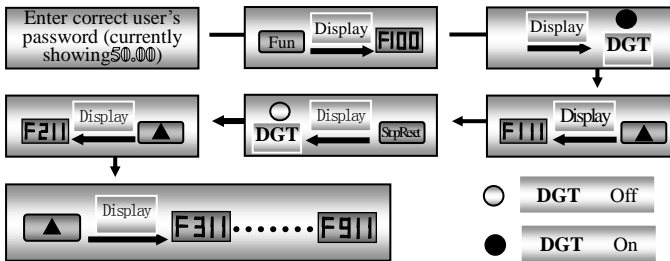 Enter correct user's
password (currently
showing50.00)
Fun
Display
F100
Display
DGT
F211
Display
▲
DGT
Display
Stop/Reset
F111
Display
▲
▲
Display
F311.......F911
DGT Off
DGT On